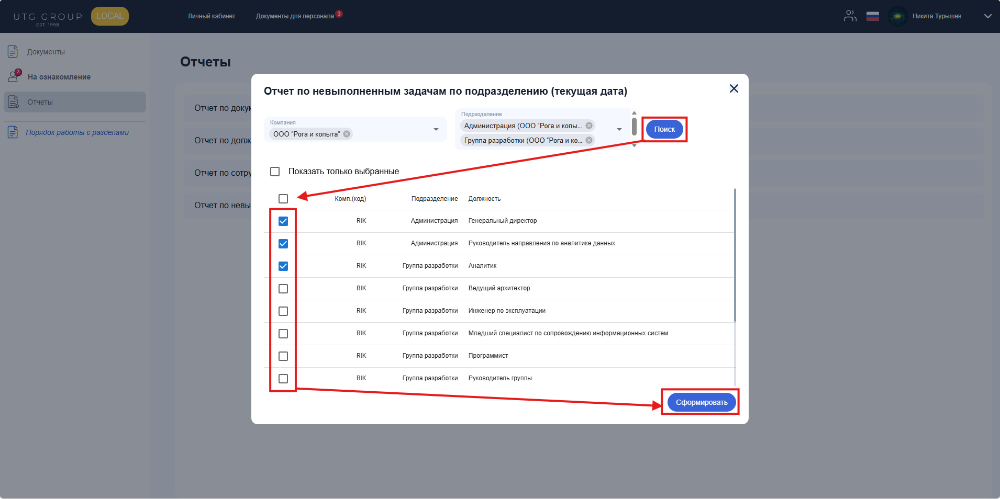 UTG GROUP
EST. 1998
LOCAL
Личный кабинет
Документы для персонала
3
Никита Турышев
Документы
3
На ознакомление
Отчеты
Порядок работы с разделами
Отчеты
Отчет по докум
Отчет по долж
Отчет по сотру
Отчет по невы
Отчет по невыполненным задачам по подразделению (текущая дата)
Компания
ООО "Рога и копыта"
Подразделение
Администрация (ООО "Рога и копы...
Группа разработки (ООО "Рога и ко...
Поиск
Показать только выбранные
Комп.(код) Подразделение Должность
RIK Администрация Генеральный директор
RIK Администрация Руководитель направления по аналитике данных
RIK Группа разработки Аналитик
RIK Группа разработки Ведущий архитектор
RIK Группа разработки Инженер по эксплуатации
RIK Группа разработки Младший специалист по сопровождению информационных систем
RIK Группа разработки Программист
RIK Группа разработки Руководитель группы
Сформировать